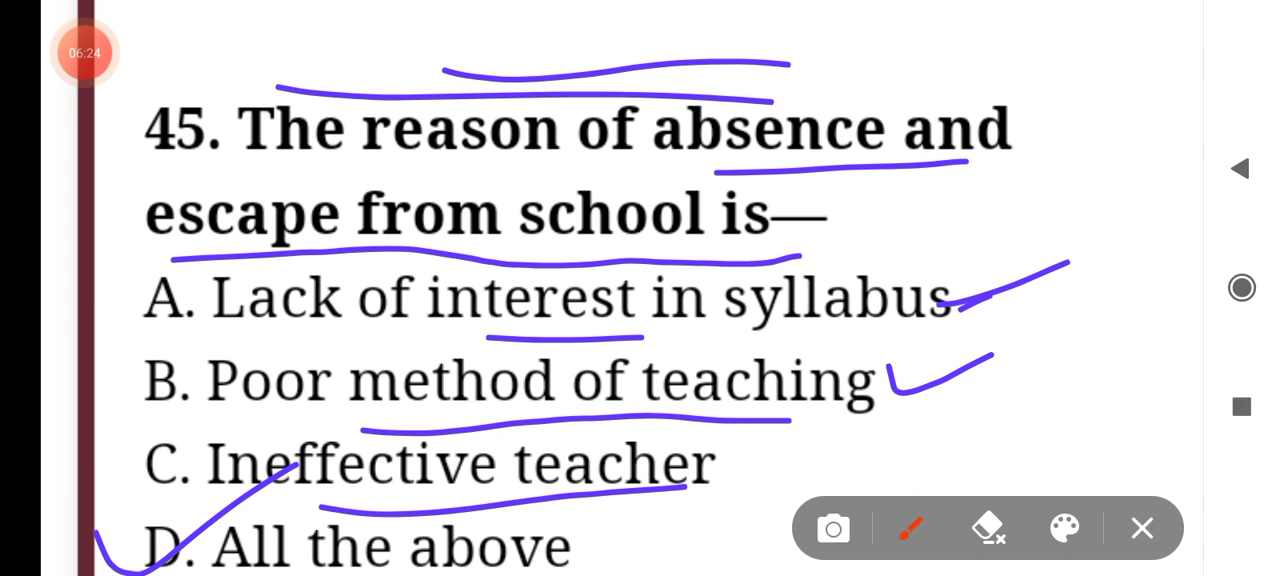 06:24
45. The reason of absence and
escape from school is—
A. Lack of interest in syllabus
B. Poor method of teaching
C. Ineffective teacher
D. All the above